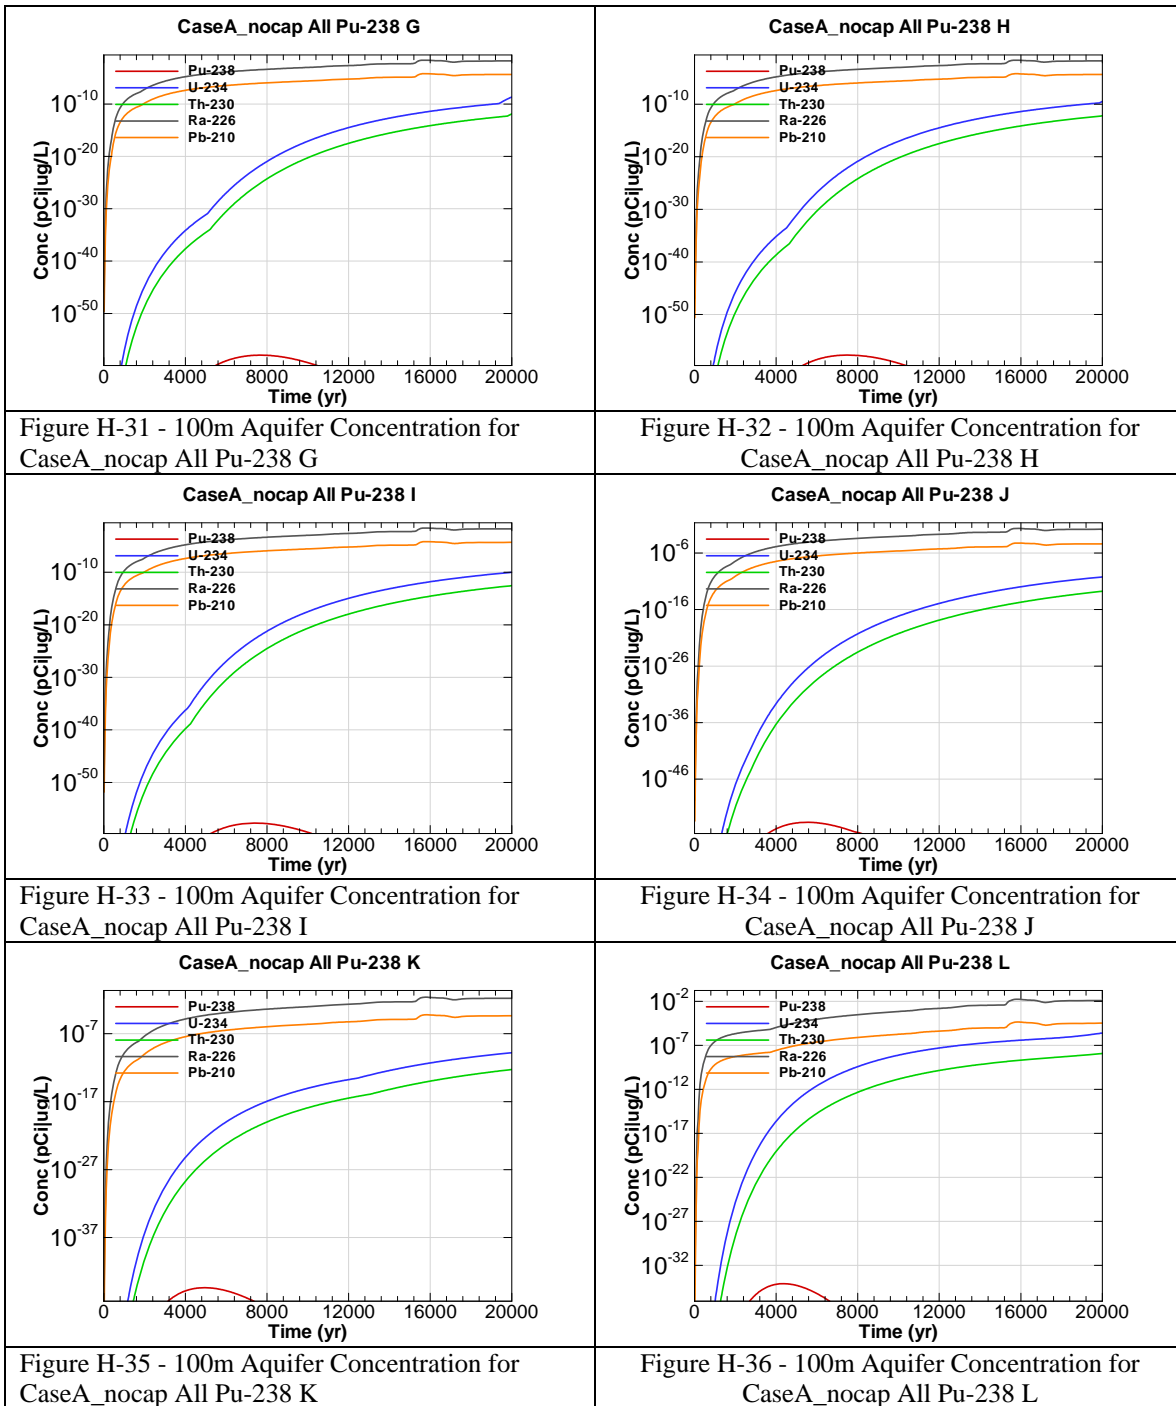 CaseA_nocap All Pu-238 G
Conc (pCi|ug/L)
10^-10
10^-20
10^-30
10^-40
10^-50
Pu-238
U-234
Th-230
Ra-226
Pb-210
0 4000 8000 12000 16000 20000
Time (yr)
Figure H-31 - 100m Aquifer Concentration for
CaseA_nocap All Pu-238 G
CaseA_nocap All Pu-238 H
Conc (pCi|ug/L)
10^-10
10^-20
10^-30
10^-40
10^-50
Pu-238
U-234
Th-230
Ra-226
Pb-210
0 4000 8000 12000 16000 20000
Time (yr)
Figure H-32 - 100m Aquifer Concentration for
CaseA_nocap All Pu-238 H
CaseA_nocap All Pu-238 I
Conc (pCi|ug/L)
10^-10
10^-20
10^-30
10^-40
10^-50
Pu-238
U-234
Th-230
Ra-226
Pb-210
0 4000 8000 12000 16000 20000
Time (yr)
Figure H-33 - 100m Aquifer Concentration for
CaseA_nocap All Pu-238 I
CaseA_nocap All Pu-238 J
Conc (pCi|ug/L)
10^-6
10^-16
10^-26
10^-36
10^-46
Pu-238
U-234
Th-230
Ra-226
Pb-210
0 4000 8000 12000 16000 20000
Time (yr)
Figure H-34 - 100m Aquifer Concentration for
CaseA_nocap All Pu-238 J
CaseA_nocap All Pu-238 K
Conc (pCi|ug/L)
10^-7
10^-17
10^-27
10^-37
Pu-238
U-234
Th-230
Ra-226
Pb-210
0 4000 8000 12000 16000 20000
Time (yr)
Figure H-35 - 100m Aquifer Concentration for
CaseA_nocap All Pu-238 K
CaseA_nocap All Pu-238 L
Conc (pCi|ug/L)
10^-2
10^-7
10^-12
10^-17
10^-22
10^-27
10^-32
Pu-238
U-234
Th-230
Ra-226
Pb-210
0 4000 8000 12000 16000 20000
Time (yr)
Figure H-36 - 100m Aquifer Concentration for
CaseA_nocap All Pu-238 L